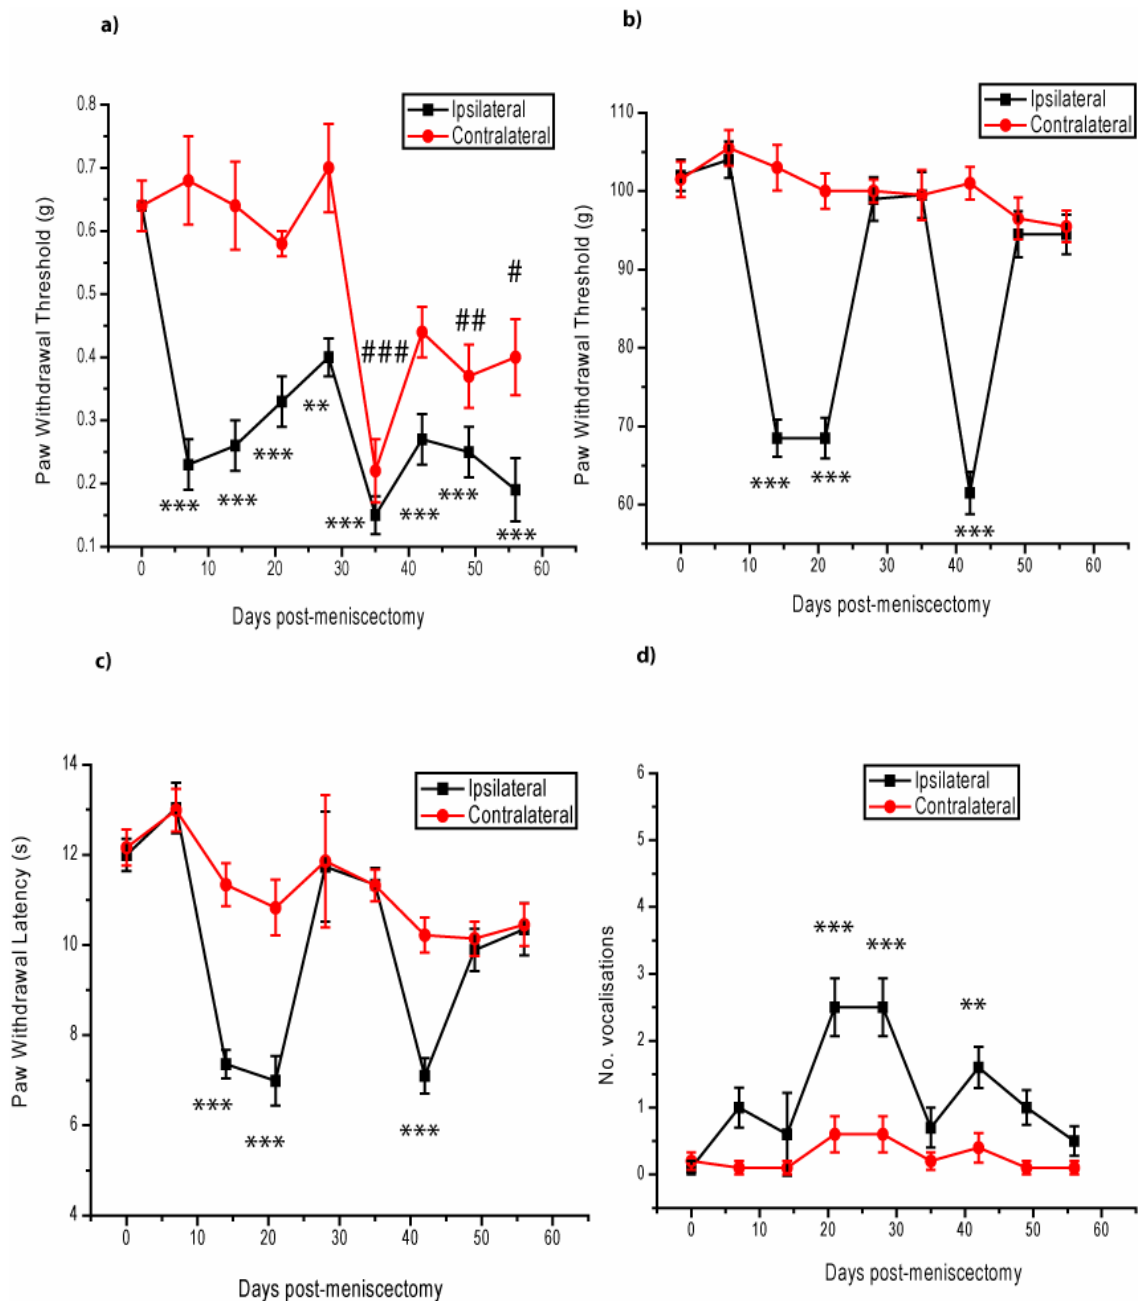 a)
Ipsilateral
Contralateral
0.8
0.7
0.6
0.5
0.4
0.3
0.2
0.1
Paw Withdrawal Threshold (g)
#
##
###
**
***
***
***
***
***
***
***
0 10 20 30 40 50 60
Days post-meniscectomy
b)
Ipsilateral
Contralateral
110
100
90
80
70
60
Paw Withdrawal Threshold (g)
***
***
***
0 10 20 30 40 50 60
Days post-meniscectomy
c)
Ipsilateral
Contralateral
14
12
10
8
6
4
Paw Withdrawal Latency (s)
***
***
***
0 10 20 30 40 50 60
Days post-meniscectomy
d)
Ipsilateral
Contralateral
6
5
4
3
2
1
0
No. vocalisations
***
***
**
0 10 20 30 40 50 60
Days post-meniscectomy